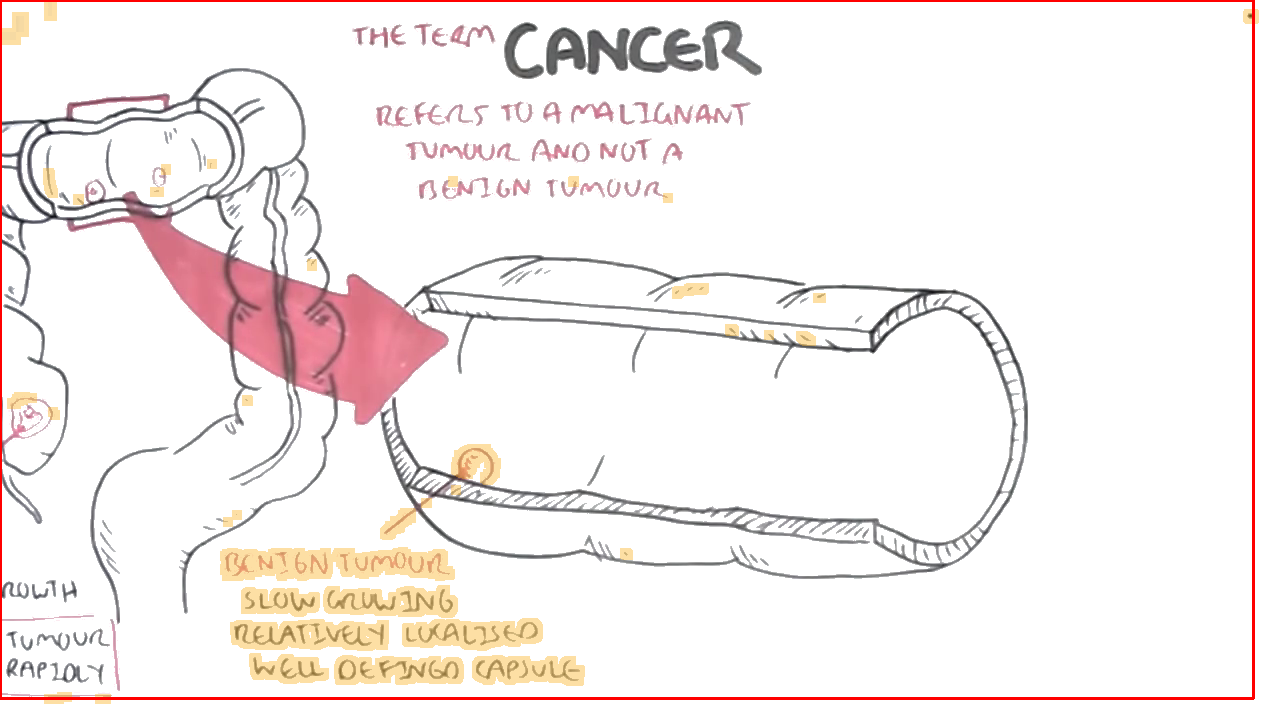 THE TERM CANCER
REFERS TO A MALIGNANT
TUMOUR AND NOT A
BENIGN TUMOUR
BENIGN TUMOUR
SLOW GROWING
RELATIVELY LOCALISED
WELL DEFINED CAPSULE
ROWTH
TUMOUR
RAPIDLY